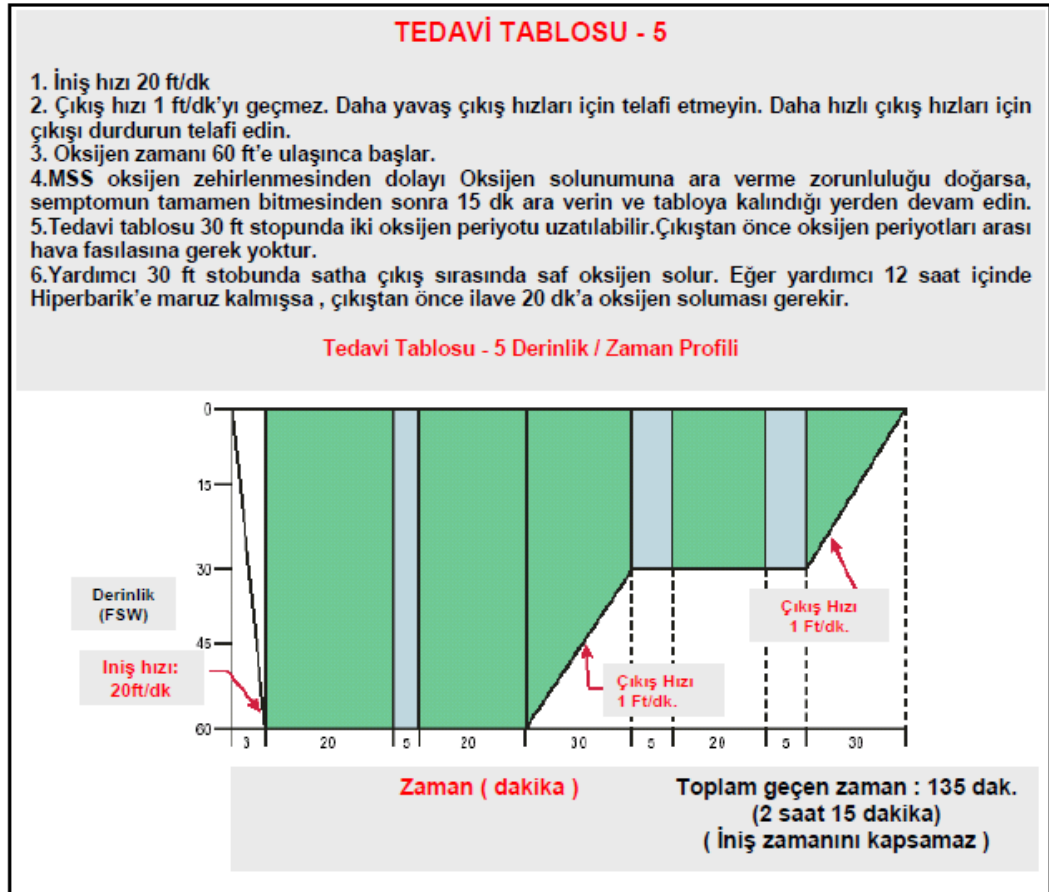 TEDAVİ TABLOSU - 5
1. İniş hızı 20 ft/dk
2. Çıkış hızı 1 ft/dk'yı geçmez. Daha yavaş çıkış hızları için telafi etmeyin. Daha hızlı çıkış hızları için
çıkışı durdurun telafi edin.
3. Oksijen zamanı 60 ft'e ulaşınca başlar.
4.MSS oksijen zehirlenmesinden dolayı Oksijen solunumuna ara verme zorunluluğu doğarsa,
semptomun tamamen bitmesinden sonra 15 dk ara verin ve tabloya kalındığı yerden devam edin.
5.Tedavi tablosu 30 ft stopunda iki oksijen periyotu uzatılabilir.Çıkıştan önce oksijen periyotları arası
hava fasılasına gerek yoktur.
6.Yardımcı 30 ft stobunda satha çıkış sırasında saf oksijen solur. Eğer yardımcı 12 saat içinde
Hiperbarik'e maruz kalmışsa , çıkıştan önce ilave 20 dk'a oksijen soluması gerekir.
Tedavi Tablosu - 5 Derinlik / Zaman Profili
0
15
30
45
60
Derinlik
(FSW)
Iniş hızı:
20ft/dk
Çıkış Hızı
1 Ft/dk.
Çıkış Hızı
1 Ft/dk.
3 20 5 20 30 5 20 5 30
Zaman ( dakika )
Toplam geçen zaman : 135 dak.
(2 saat 15 dakika)
( İniş zamanını kapsamaz )